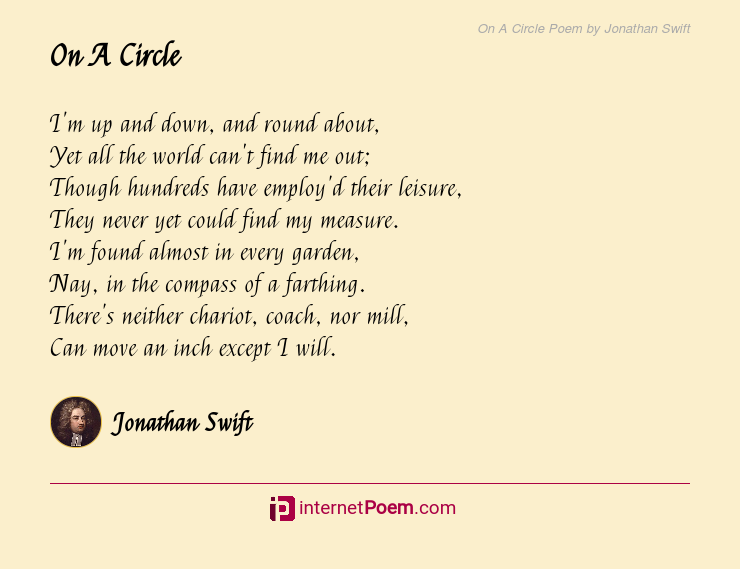 On A Circle Poem by Jonathan Swift
On A Circle
I'm up and down, and round about,
Yet all the world can't find me out;
Though hundreds have employ'd their leisure,
They never yet could find my measure.
I'm found almost in every garden,
Nay, in the compass of a farthing.
There's neither chariot, coach, nor mill,
Can move an inch except I will.
Jonathan Swift
internetPoem.com